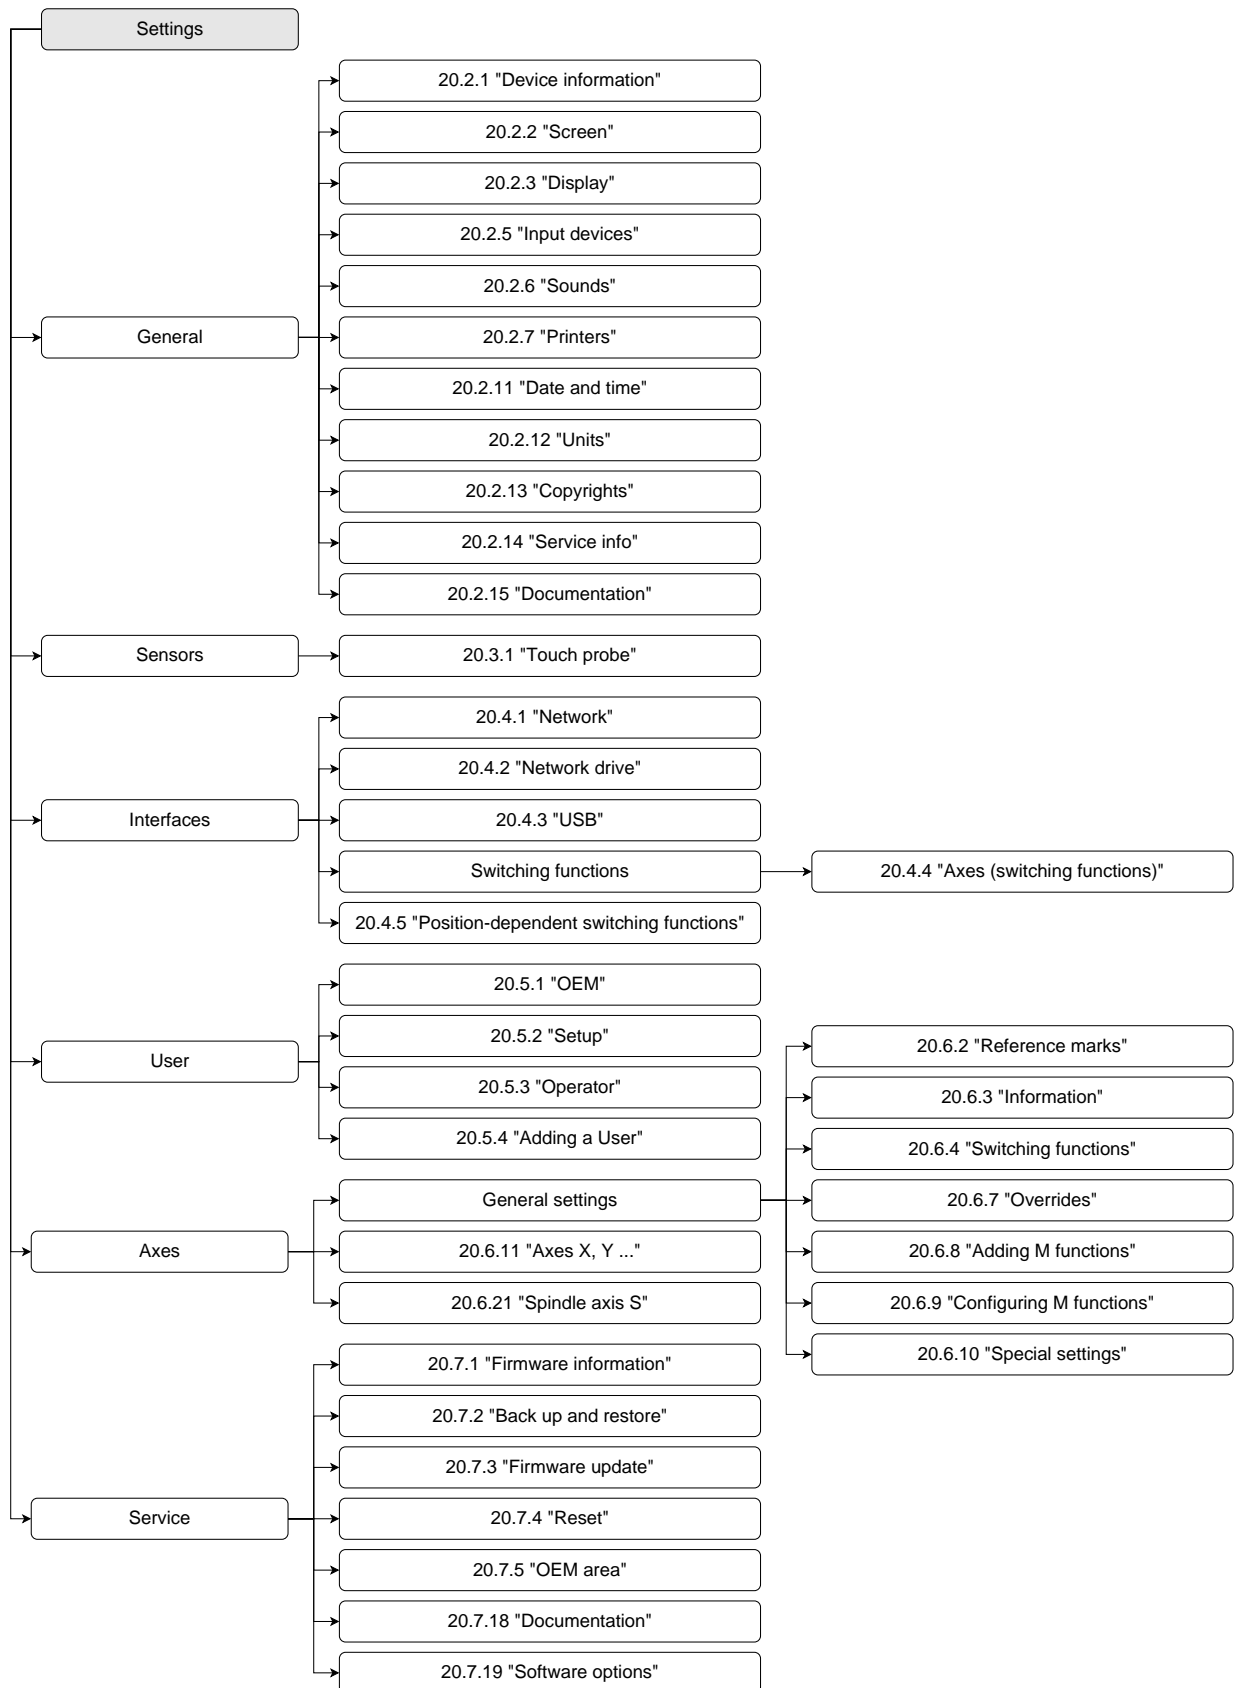 Settings
20.2.1 "Device information"
20.2.2 "Screen"
20.2.3 "Display"
20.2.5 "Input devices"
20.2.6 "Sounds"
General
20.2.7 "Printers"
20.2.11 "Date and time"
20.2.12 "Units"
20.2.13 "Copyrights"
20.2.14 "Service info"
20.2.15 "Documentation"
Sensors
20.3.1 "Touch probe"
20.4.1 "Network"
20.4.2 "Network drive"
Interfaces
20.4.3 "USB"
Switching functions
20.4.4 "Axes (switching functions)"
20.4.5 "Position-dependent switching functions"
20.5.1 "OEM"
20.5.2 "Setup"
User
20.5.3 "Operator"
20.5.4 "Adding a User"
20.6.2 "Reference marks"
20.6.3 "Information"
20.6.4 "Switching functions"
General settings
20.6.7 "Overrides"
Axes
20.6.11 "Axes X, Y ..."
20.6.8 "Adding M functions"
20.6.21 "Spindle axis S"
20.6.9 "Configuring M functions"
20.6.10 "Special settings"
20.7.1 "Firmware information"
20.7.2 "Back up and restore"
20.7.3 "Firmware update"
Service
20.7.4 "Reset"
20.7.5 "OEM area"
20.7.18 "Documentation"
20.7.19 "Software options"